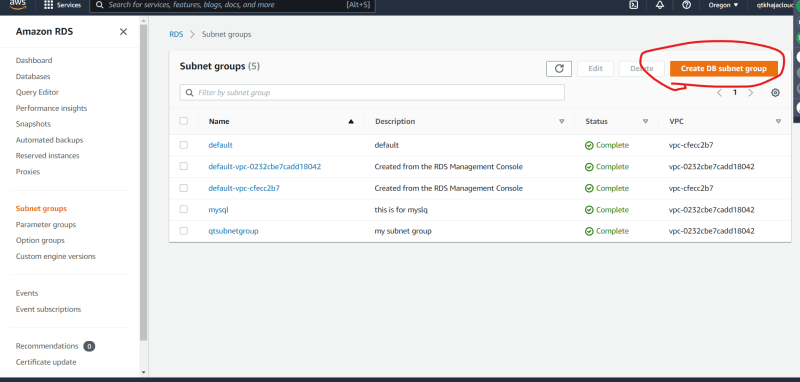 aws
Services
Search for services, features, blogs, docs, and more
[Alt+S]
Oregon
qtkhajacloud
Amazon RDS
Dashboard
Databases
Query Editor
Performance insights
Snapshots
Automated backups
Reserved instances
Proxies
Subnet groups
Parameter groups
Option groups
Custom engine versions
Events
Event subscriptions
Recommendations 0
Certificate update
RDS > Subnet groups
Subnet groups (5)
Edit
Delete
Create DB subnet group
Filter by subnet group
1
Name Description Status VPC
default default Complete vpc-cfecc2b7
default-vpc-0232cbe7cadd18042 Created from the RDS Management Console Complete vpc-0232cbe7cadd18042
default-vpc-cfecc2b7 Created from the RDS Management Console Complete vpc-cfecc2b7
mysql this is for myslq Complete vpc-0232cbe7cadd18042
qtsubnetgroup my subnet group Complete vpc-0232cbe7cadd18042